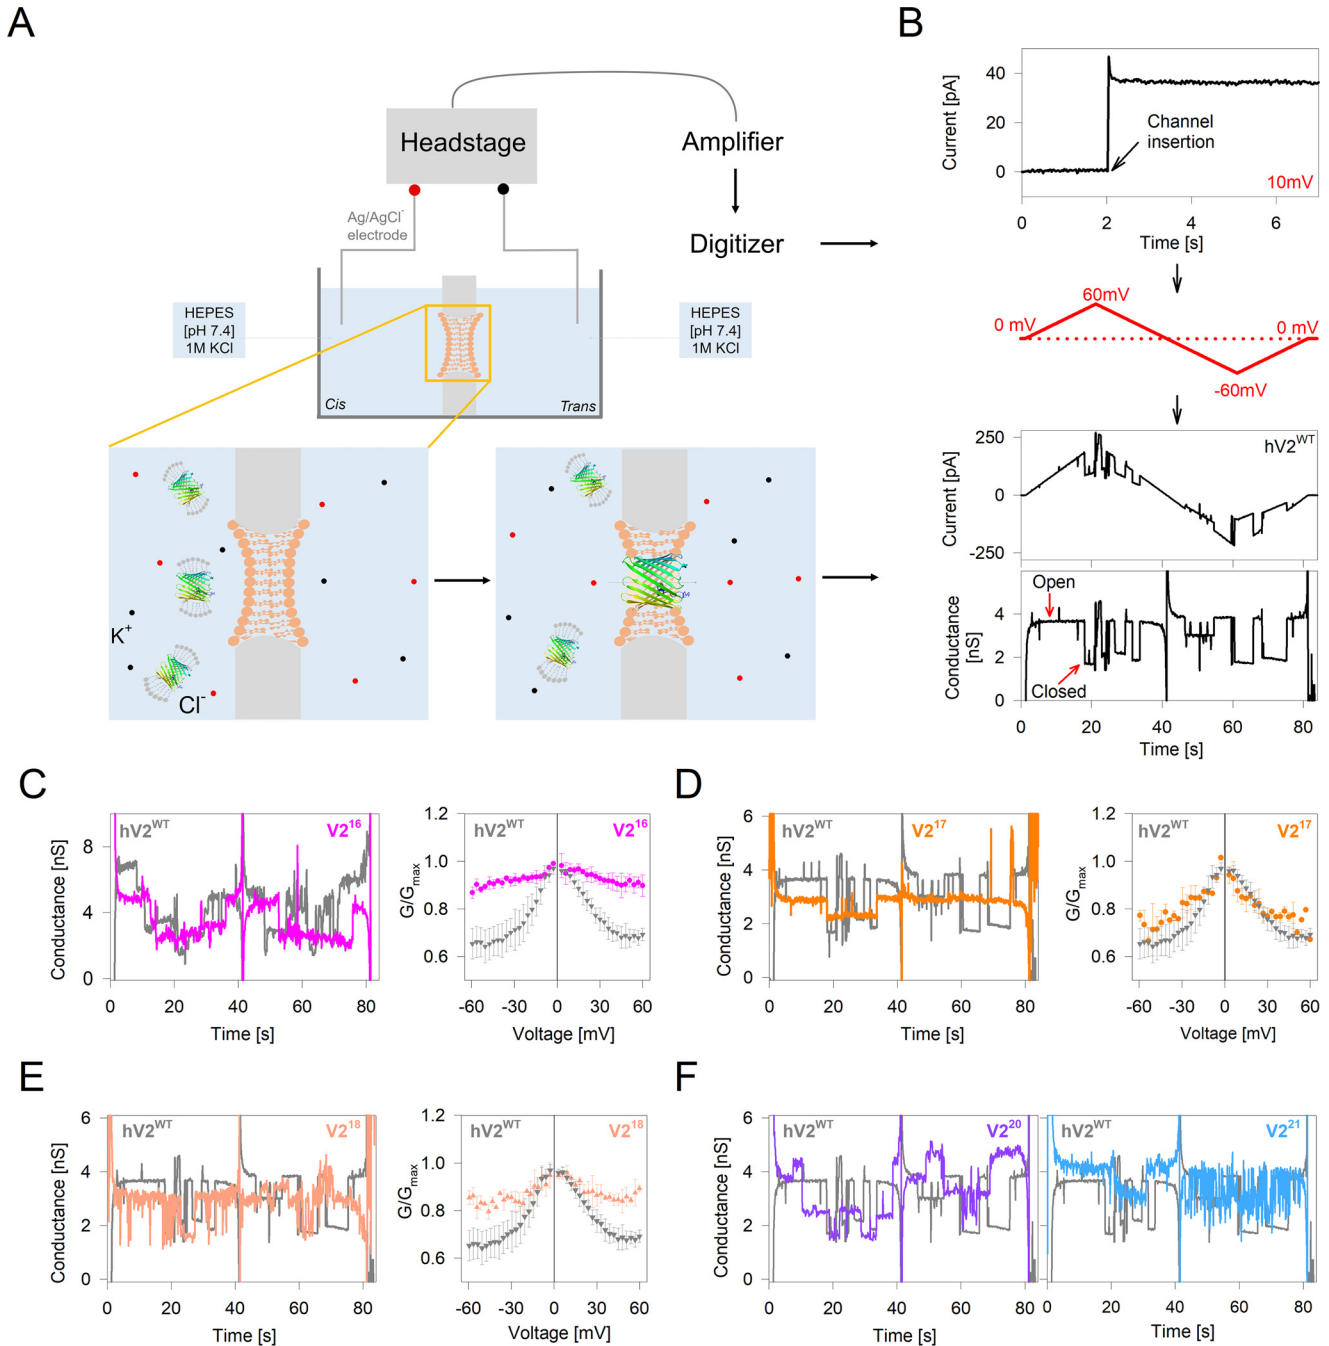 A
Headstage
Amplifier
Digitizer
Ag/AgCl⁻
electrode
HEPES
[pH 7.4]
1M KCl
HEPES
[pH 7.4]
1M KCl
Cis
Trans
K⁺
Cl⁻
B
Current [pA]
40
20
0
Channel
insertion
10mV
0 2 4 6
Time [s]
60mV
0 mV
0 mV
-60mV
Current [pA]
250
0
-250
hV2ᵂᵀ
Conductance
[nS]
4
2
0
Open
Closed
0 20 40 60 80
Time [s]
C
Conductance [nS]
8
4
0
hV2ᵂᵀ V2¹⁶
0 20 40 60 80
Time [s]
G/Gₘₐₓ
1.2
1.0
0.8
0.6
hV2ᵂᵀ V2¹⁶
-60 -30 0 30 60
Voltage [mV]
D
Conductance [nS]
6
4
2
0
hV2ᵂᵀ V2¹⁷
0 20 40 60 80
Time [s]
G/Gₘₐₓ
1.2
1.0
0.8
0.6
hV2ᵂᵀ V2¹⁷
-60 -30 0 30 60
Voltage [mV]
E
Conductance [nS]
6
4
2
0
hV2ᵂᵀ V2¹⁸
0 20 40 60 80
Time [s]
G/Gₘₐₓ
1.2
1.0
0.8
0.6
hV2ᵂᵀ V2¹⁸
-60 -30 0 30 60
Voltage [mV]
F
Conductance [nS]
6
4
2
0
hV2ᵂᵀ V2²⁰
0 20 40 60 80
Time [s]
hV2ᵂᵀ V2²¹
0 20 40 60 80
Time [s]